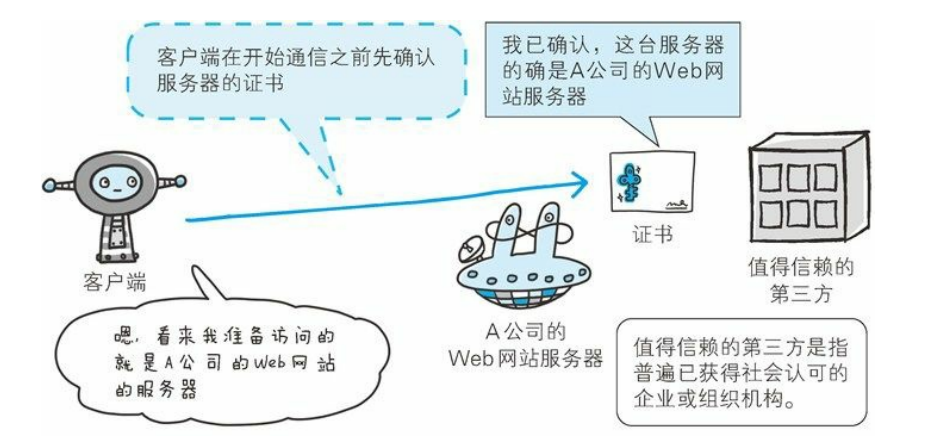 客户端在开始通信之前先确认
服务器的证书
我已确认，这台服务器
的确是A公司的Web网
站服务器
证书
客户端
值得信赖的
第三方
嗯，看来我准备访问的
就是A公司的Web网站
的服务器
A公司的
Web网站服务器
值得信赖的第三方是指
普遍已获得社会认可的
企业或组织机构。